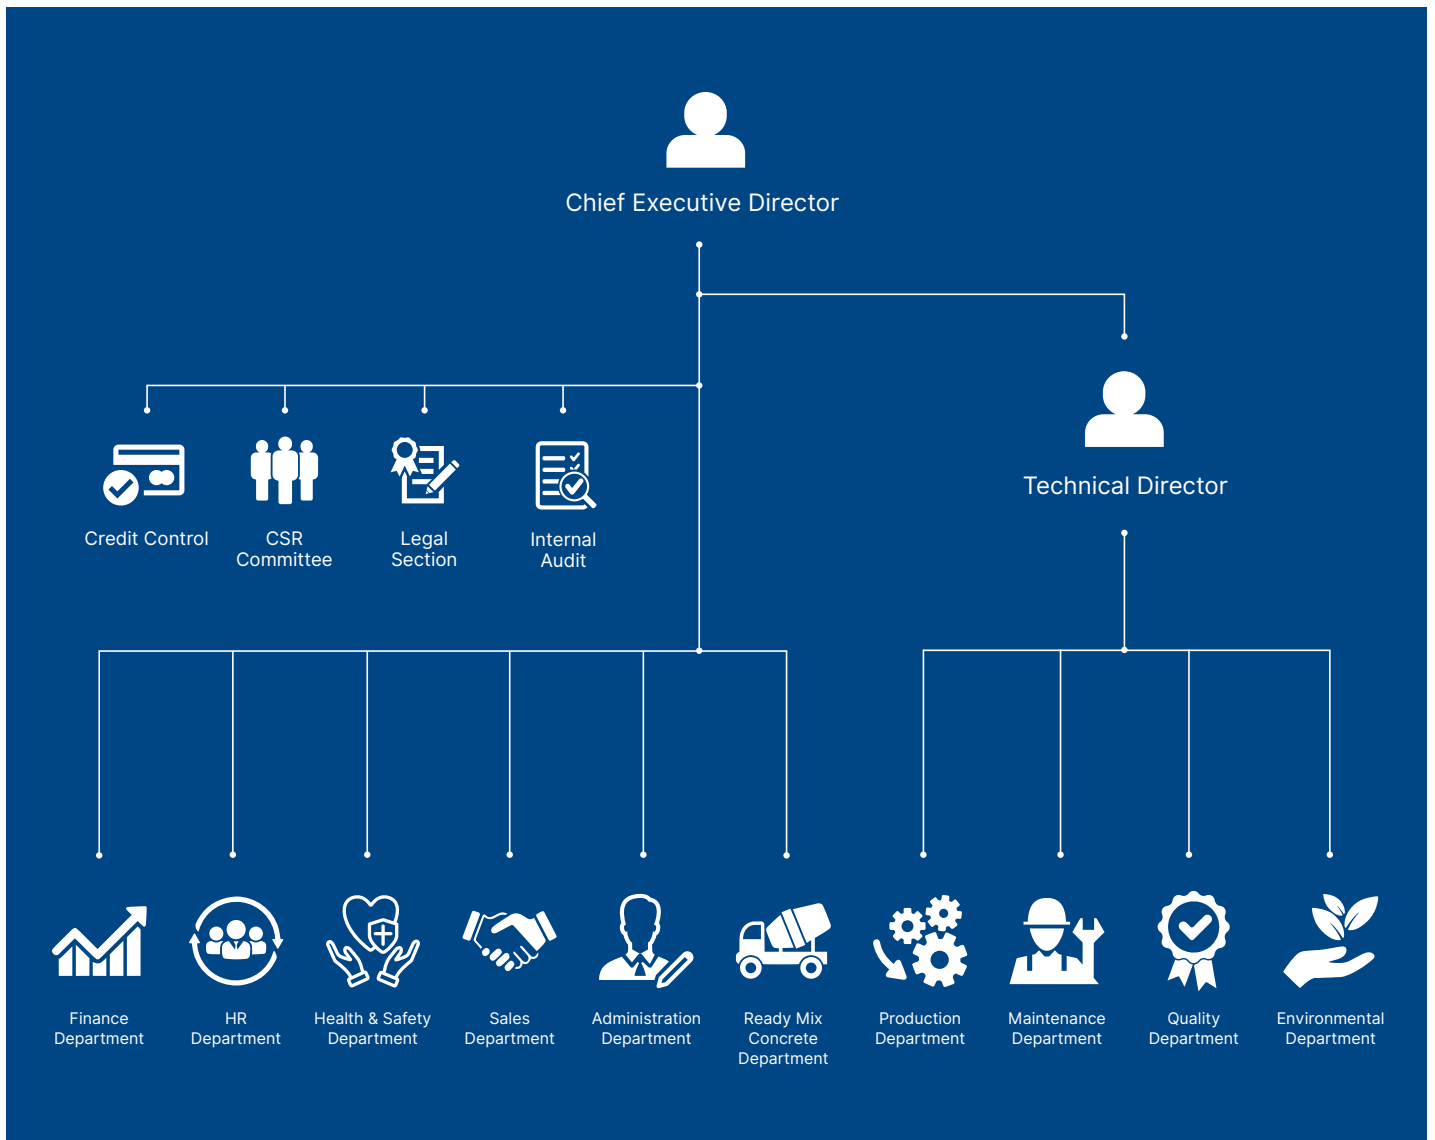 Chief Executive Director
Technical Director
Credit Control
CSR
Committee
Legal
Section
Internal
Audit
Finance
Department
HR
Department
Health & Safety
Department
Sales
Department
Administration
Department
Ready Mix
Concrete
Department
Production
Department
Maintenance
Department
Quality
Department
Environmental
Department